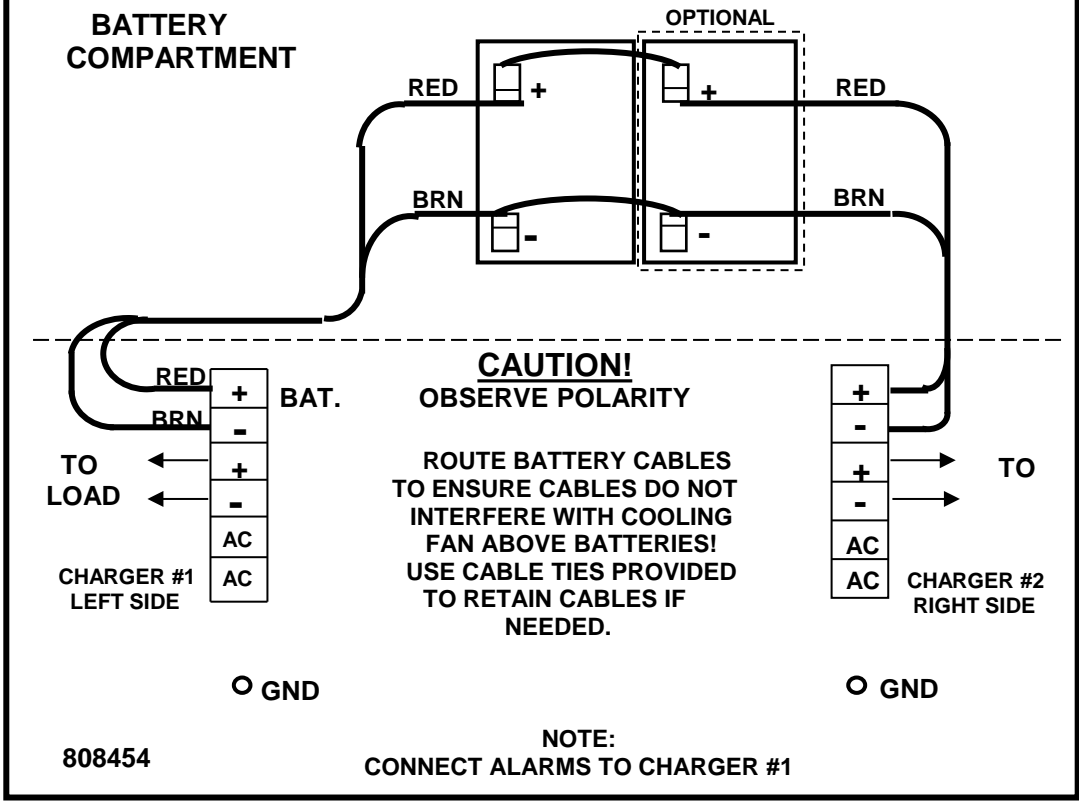 BATTERY
COMPARTMENT
OPTIONAL
RED
+
+
RED
BRN
-
-
BRN
CAUTION!
OBSERVE POLARITY
RED
+
BAT.
BRN
-
TO
LOAD
+
-
AC
AC
CHARGER #1
LEFT SIDE
ROUTE BATTERY CABLES
TO ENSURE CABLES DO NOT
INTERFERE WITH COOLING
FAN ABOVE BATTERIES!
USE CABLE TIES PROVIDED
TO RETAIN CABLES IF
NEEDED.
+
-
+
-
TO
AC
AC
CHARGER #2
RIGHT SIDE
GND
GND
808454
NOTE:
CONNECT ALARMS TO CHARGER #1